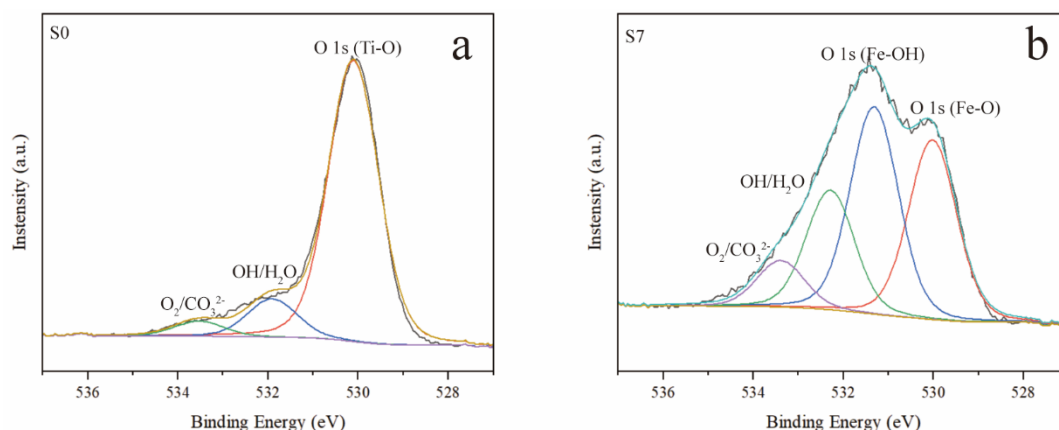 S0
a
O 1s (Ti-O)
OH/H₂O
O₂/CO₃²⁻
Instensity (a.u.)
536
534
532
530
528
Binding Energy (eV)
S7
b
O 1s (Fe-OH)
O 1s (Fe-O)
OH/H₂O
O₂/CO₃²⁻
Instensity (a.u.)
536
534
532
530
528
Binding Energy (eV)